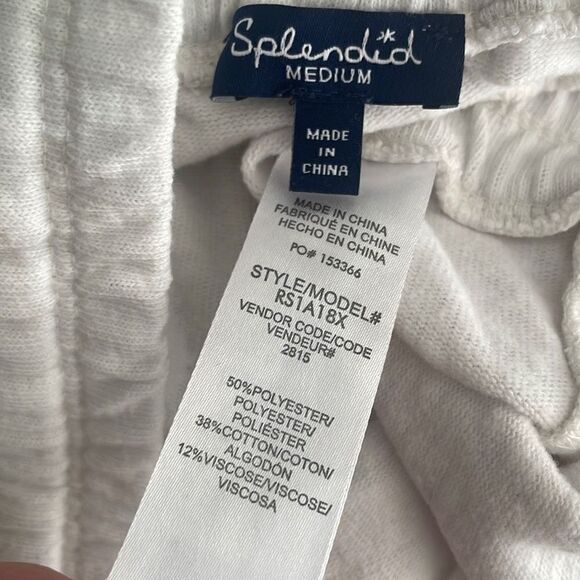 Splendid
MEDIUM
MADE
IN
CHINA
MADE IN CHINA
FABRIQUÉ EN CHINE
HECHO EN CHINA
PO# 153366
STYLE/MODEL#
RS1A18X
VENDOR CODE/CODE
VENDEUR#
2815
50%POLYESTER/
POLYESTER/
POLIÉSTER
38%COTTON/COTON/
ALGODÓN
12%VISCOSE/VISCOSE/
VISCOSA